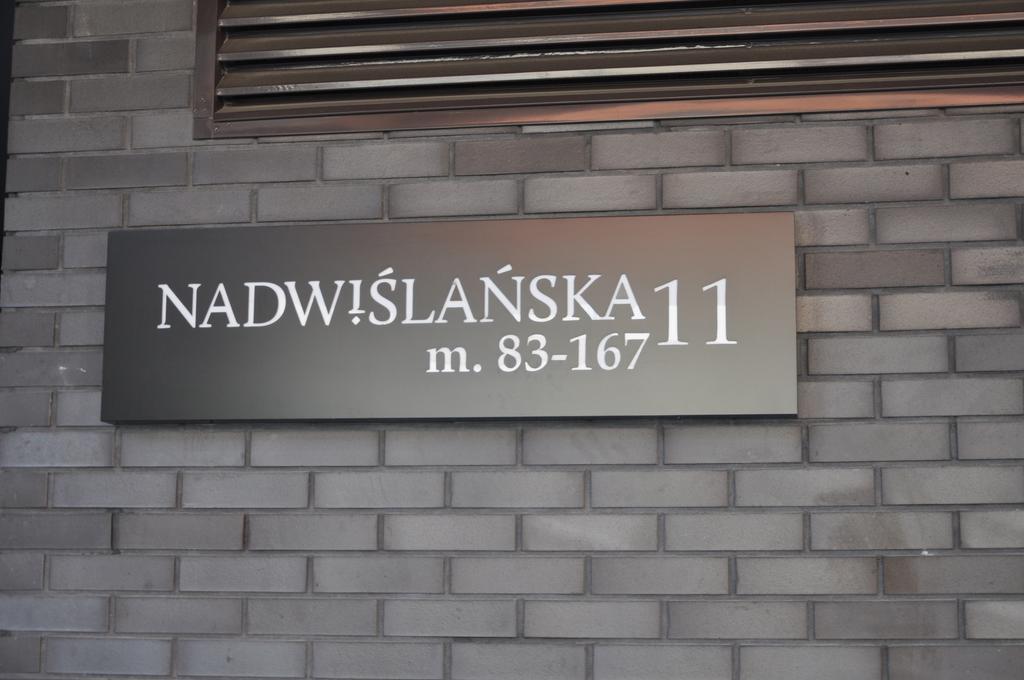 NADWIŚLAŃSKA 11
m. 83-167